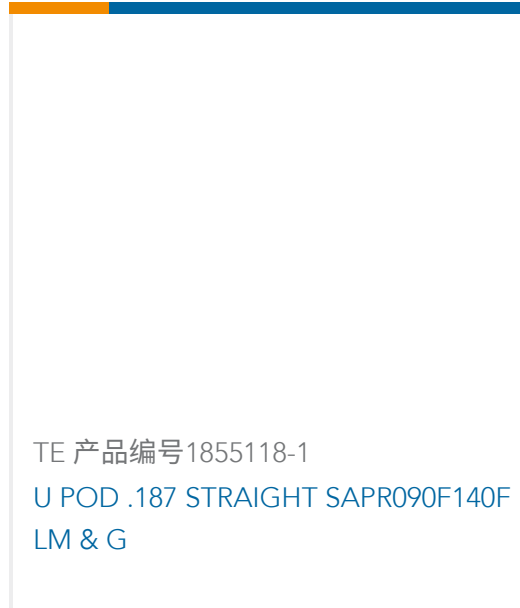 TE 产品编号1855118-1
U POD .187 STRAIGHT SAPR090F140F
LM & G